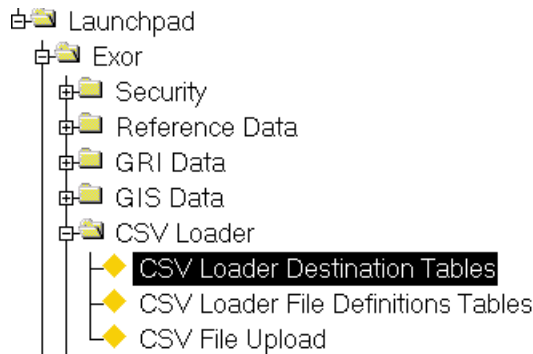 Launchpad
Exor
Security
Reference Data
GRI Data
GIS Data
CSV Loader
CSV Loader Destination Tables
CSV Loader File Definitions Tables
CSV File Upload